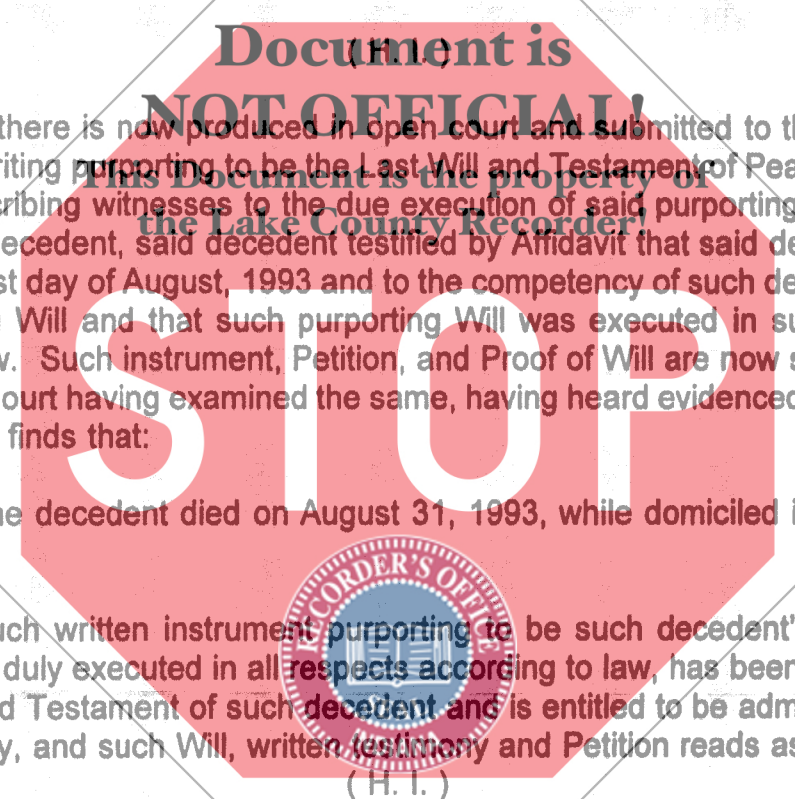 Document is
( H. I. )
NOT OFFICIAL!
there is now produced in open court and submitted to th
riting purporting to be the Last Will and Testament of Pea
This Document is the property of
cribing witnesses to the due execution of said purporting
the Lake County Recorder!
ecedent, said decedent testified by Affidavit that said de
st day of August, 1993 and to the competency of such de
Will and that such purporting Will was executed in su
w. Such instrument, Petition, and Proof of Will are now s
ourt having examined the same, having heard evidenced
finds that:
STOP
ne decedent died on August 31, 1993, while domiciled i
RECORDER'S OFFICE
uch written instrument purporting to be such decedent'
duly executed in all respects according to law, has been
d Testament of such decedent and is entitled to be adm
y, and such Will, written testimony and Petition reads as
( H. I. )